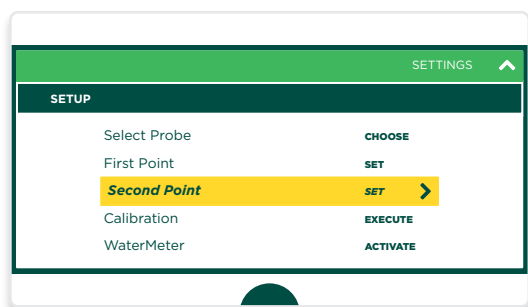 SETTINGS
SETUP
Select Probe CHOOSE
First Point SET
Second Point SET
Calibration EXECUTE
WaterMeter ACTIVATE